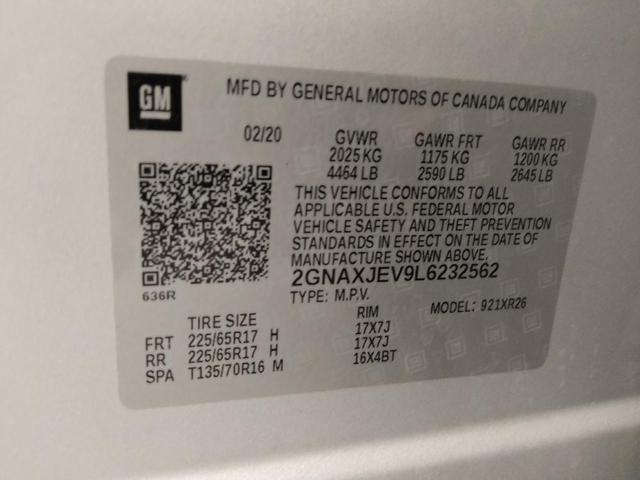 GM
MFD BY GENERAL MOTORS OF CANADA COMPANY
02/20 GVWR GAWR FRT GAWR RR
2025 KG 1175 KG 1200 KG
4464 LB 2590 LB 2645 LB
THIS VEHICLE CONFORMS TO ALL
APPLICABLE U.S. FEDERAL MOTOR
VEHICLE SAFETY AND THEFT PREVENTION
STANDARDS IN EFFECT ON THE DATE OF
MANUFACTURE SHOWN ABOVE.
2GNAXJEV9L6232562
636R
TYPE: M.P.V. MODEL: 921XR26
TIRE SIZE RIM
FRT 225/65R17 H 17X7J
RR 225/65R17 H 17X7J
SPA T135/70R16 M 16X4BT